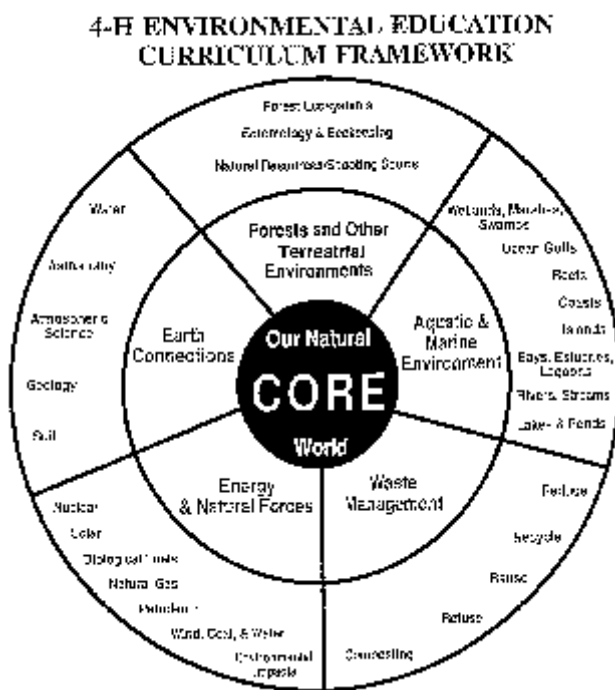 4-H ENVIRONMENTAL EDUCATION
CURRICULUM FRAMEWORK
Forest Ecosystems
Entomology & Beekeeping
Natural Resources/Shooting Sports
Forests and Other
Terrestrial
Environments
Water
Astronomy
Atmospheric
Science
Geology
Soil
Earth
Connections
Our Natural
CORE
World
Aquatic &
Marine
Environment
Wetlands, Marshes,
Swamps
Ocean Gulfs
Reefs
Coasts
Islands
Bays, Estuaries,
Lagoons
Rivers, Streams
Lakes & Ponds
Energy
& Natural Forces
Nuclear
Solar
Biological Fuels
Natural Gas
Petroleum
Wind, Coal, & Water
Environmental
Impacts
Waste
Management
Reduce
Recycle
Reuse
Refuse
Composting